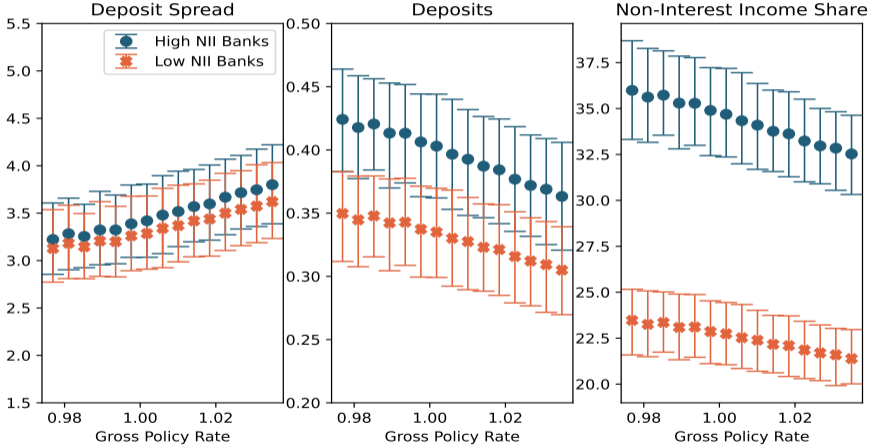 Deposit Spread
5.5
5.0
4.5
4.0
3.5
3.0
2.5
2.0
1.5
0.98 1.00 1.02
Gross Policy Rate
High NII Banks
Low NII Banks
Deposits
0.50
0.45
0.40
0.35
0.30
0.25
0.20
0.98 1.00 1.02
Gross Policy Rate
Non-Interest Income Share
37.5
35.0
32.5
30.0
27.5
25.0
22.5
20.0
0.98 1.00 1.02
Gross Policy Rate